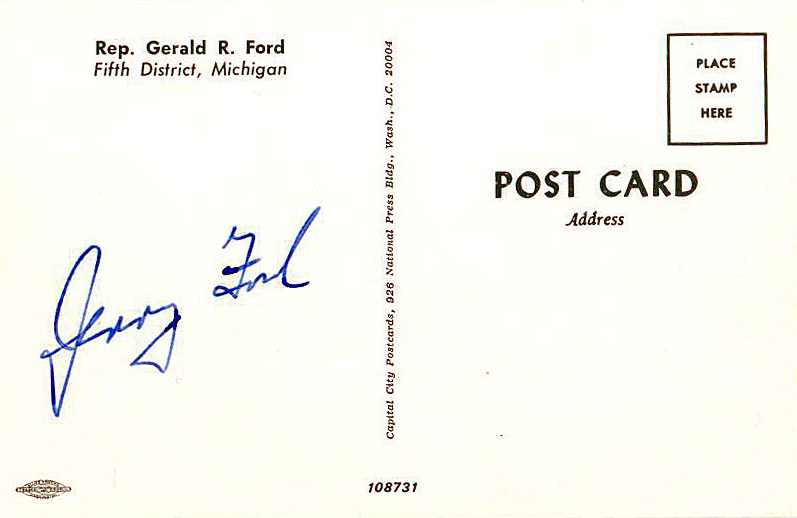 Rep. Gerald R. Ford
Fifth District, Michigan
Jerry Ford
Capital City Postcards, 926 National Press Bldg., Wash., D.C. 20004
PLACE
STAMP
HERE
POST CARD
Address
108731